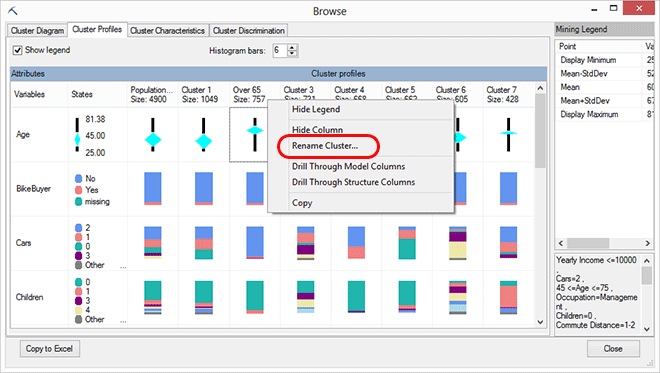 Browse
Cluster Diagram Cluster Profiles Cluster Characteristics Cluster Discrimination
Show legend Histogram bars: 6
Attributes Cluster profiles
Variables States Population... Cluster 1 Over 65 Cluster 3 Cluster 4 Cluster 5 Cluster 6 Cluster 7
Size: 4900 Size: 1049 Size: 757 Size: 731 Size: 668 Size: 662 Size: 605 Size: 428
Age 81.38
45.00
25.00
BikeBuyer No
Yes
missing
Cars 2
1
0
3
Other ...
Children 0
1
3
4
Other ...
Hide Legend
Hide Column
Rename Cluster...
Drill Through Model Columns
Drill Through Structure Columns
Copy
Copy to Excel
Mining Legend
Point Va
Display Minimum 25
Mean-StdDev 52
Mean 60
Mean+StdDev
Display Maximum 81
Yearly Income <=10000
,
Cars=2 ,
45 <=Age <=75 ,
Occupation=Manageme
nt ,
Children=0 ,
Commute Distance=1-2
Close